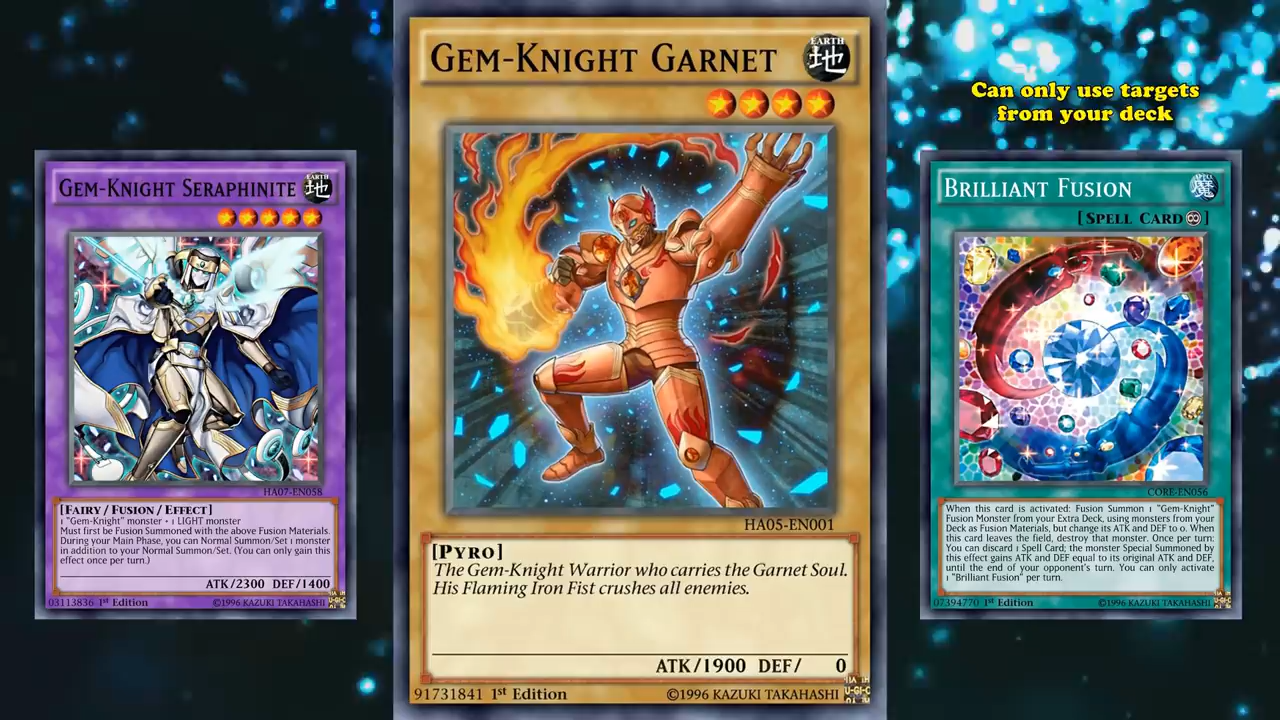 GEM-KNIGHT SERAPHINITE
EARTH
地
HA07-EN058
[FAIRY / FUSION / EFFECT]
1 "Gem-Knight" monster + 1 LIGHT monster
Must first be Fusion Summoned with the above Fusion Materials.
During your Main Phase, you can Normal Summon/Set 1 monster
in addition to your Normal Summon/Set. (You can only gain this
effect once per turn.)
ATK/2300 DEF/1400
03113836 1st Edition ©1996 KAZUKI TAKAHASHI
GEM-KNIGHT GARNET
EARTH
地
HA05-EN001
[PYRO]
The Gem-Knight Warrior who carries the Garnet Soul.
His Flaming Iron Fist crushes all enemies.
ATK/1900 DEF/ 0
91731841 1st Edition ©1996 KAZUKI TAKAHASHI
Can only use targets
from your deck
BRILLIANT FUSION
SPELL
魔
[SPELL CARD]
CORE-EN056
When this card is activated: Fusion Summon 1 "Gem-Knight"
Fusion Monster from your Extra Deck, using monsters from your
Deck as Fusion Materials, but change its ATK and DEF to 0. When
this card leaves the field, destroy that monster. Once per turn:
You can discard 1 Spell Card; the monster Special Summoned by
this effect gains ATK and DEF equal to its original ATK and DEF,
until the end of your opponent's turn. You can only activate
1 "Brilliant Fusion" per turn.
07394770 1st Edition ©1996 KAZUKI TAKAHASHI